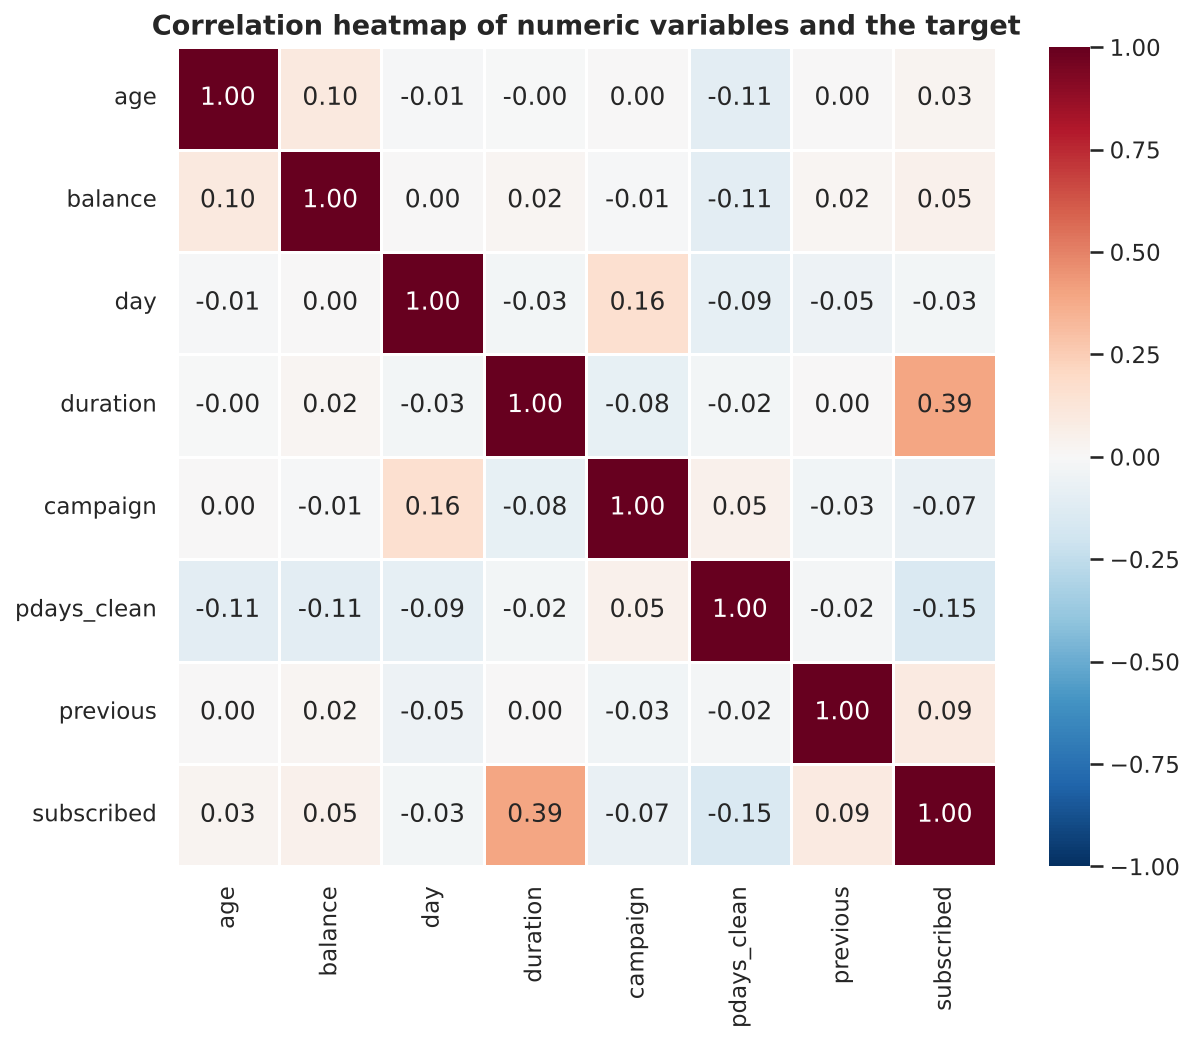 Correlation heatmap of numeric variables and the target
age 1.00 0.10 -0.01 -0.00 0.00 -0.11 0.00 0.03
balance 0.10 1.00 0.00 0.02 -0.01 -0.11 0.02 0.05
day -0.01 0.00 1.00 -0.03 0.16 -0.09 -0.05 -0.03
duration -0.00 0.02 -0.03 1.00 -0.08 -0.02 0.00 0.39
campaign 0.00 -0.01 0.16 -0.08 1.00 0.05 -0.03 -0.07
pdays_clean -0.11 -0.11 -0.09 -0.02 0.05 1.00 -0.02 -0.15
previous 0.00 0.02 -0.05 0.00 -0.03 -0.02 1.00 0.09
subscribed 0.03 0.05 -0.03 0.39 -0.07 -0.15 0.09 1.00
age balance day duration campaign pdays_clean previous subscribed
1.00
0.75
0.50
0.25
0.00
−0.25
−0.50
−0.75
−1.00